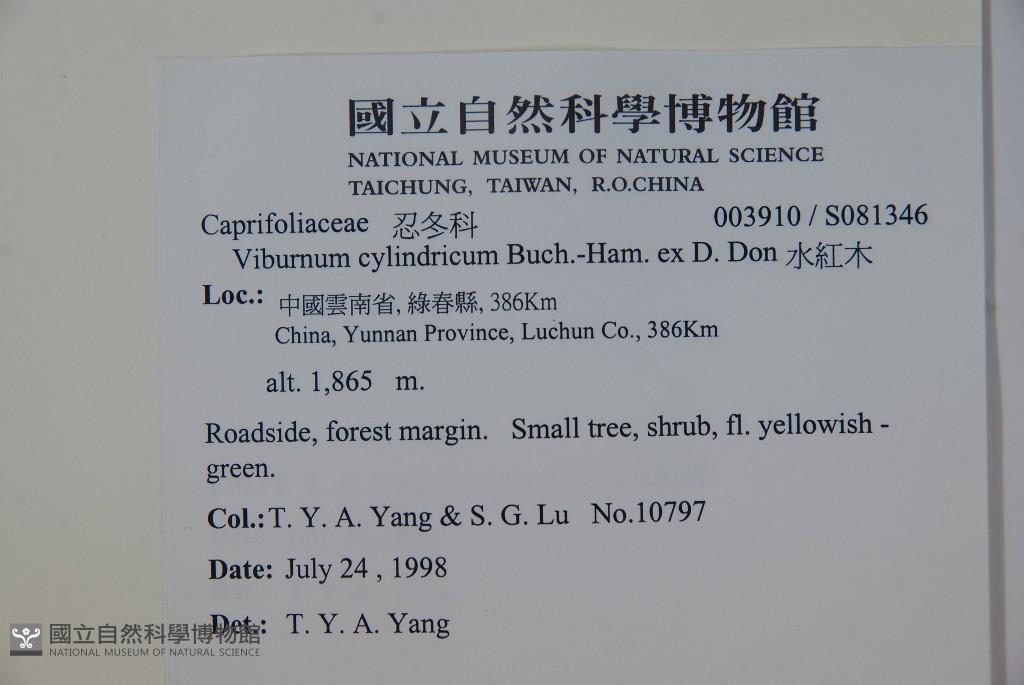 國立自然科學博物館
NATIONAL MUSEUM OF NATURAL SCIENCE
TAICHUNG, TAIWAN, R.O.CHINA
Caprifoliaceae 忍冬科 003910 / S081346
Viburnum cylindricum Buch.-Ham. ex D. Don 水紅木
Loc.: 中國雲南省, 綠春縣, 386Km
China, Yunnan Province, Luchun Co., 386Km
alt. 1,865 m.
Roadside, forest margin. Small tree, shrub, fl. yellowish -
green.
Col.: T. Y. A. Yang & S. G. Lu No.10797
Date: July 24 , 1998
Det.: T. Y. A. Yang
國立自然科學博物館
NATIONAL MUSEUM OF NATURAL SCIENCE